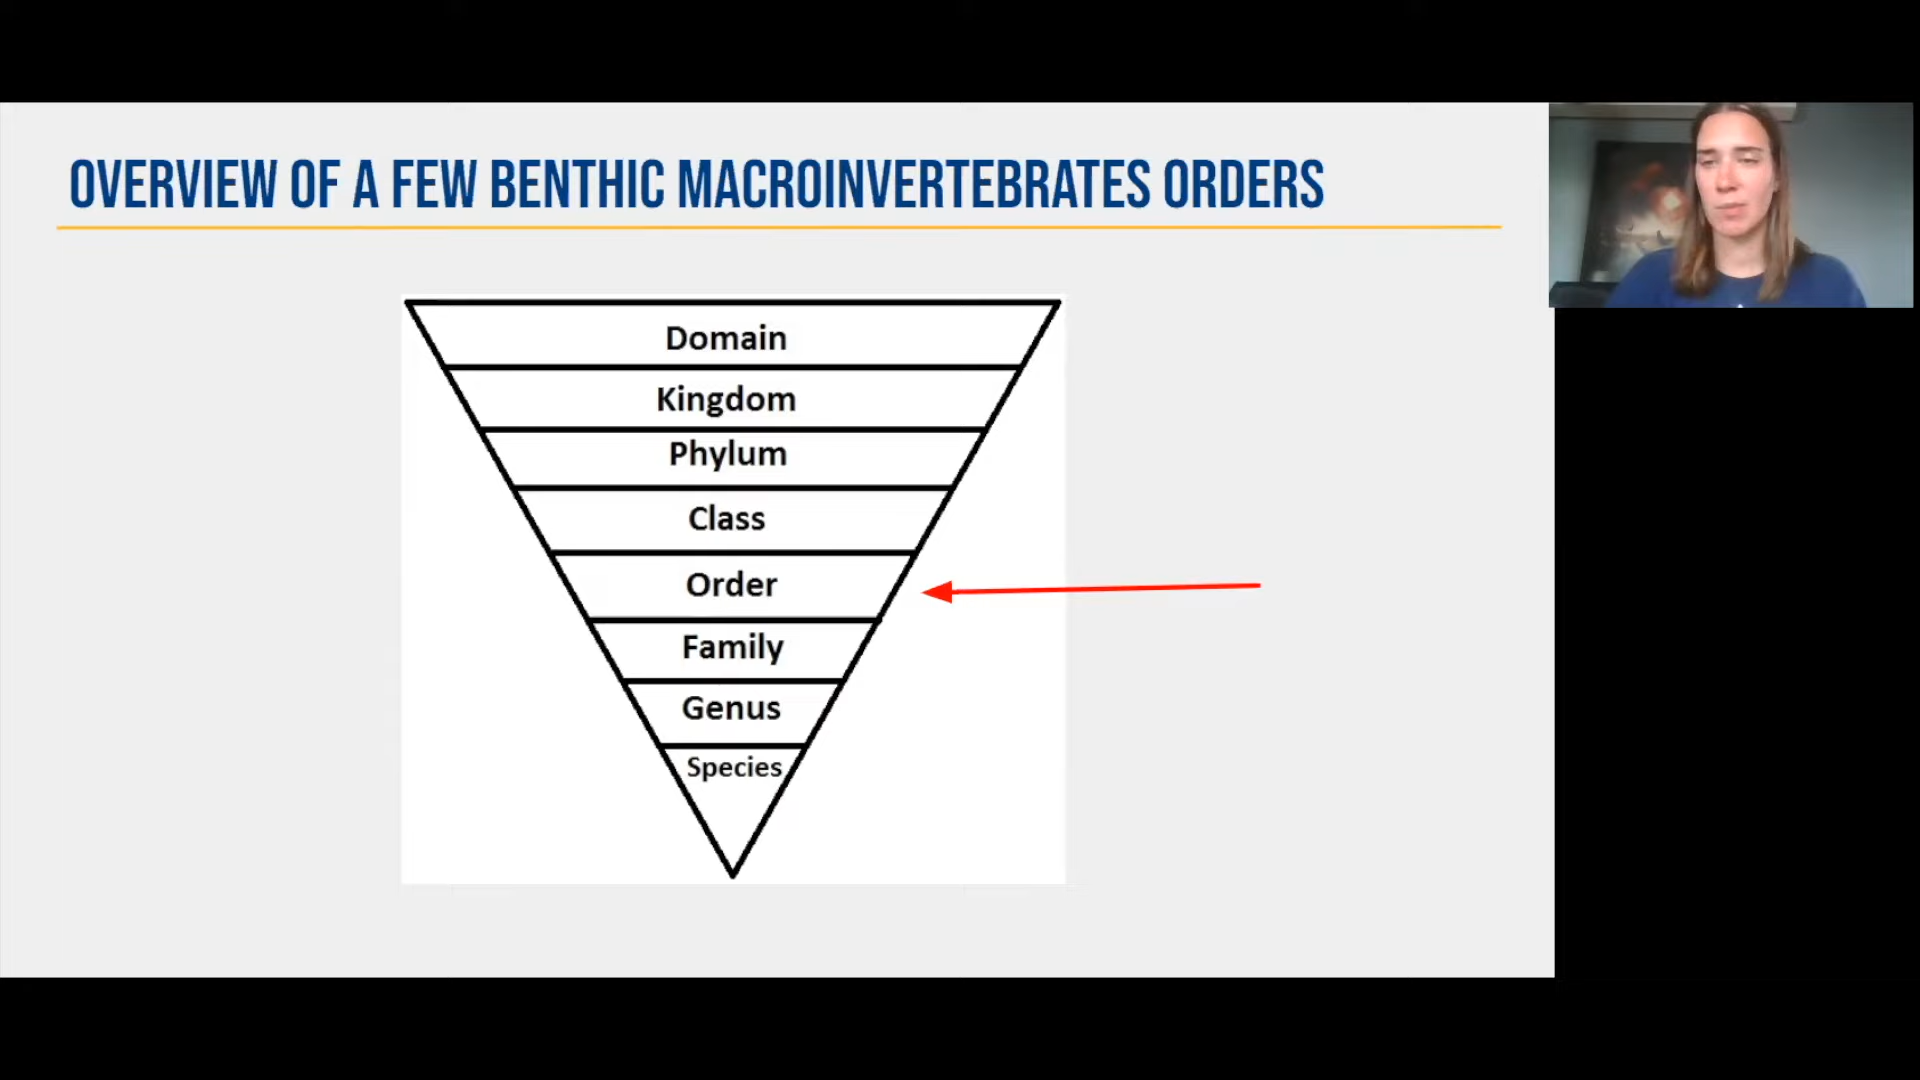 OVERVIEW OF A FEW BENTHIC MACROINVERTEBRATES ORDERS
Domain
Kingdom
Phylum
Class
Order
Family
Genus
Species